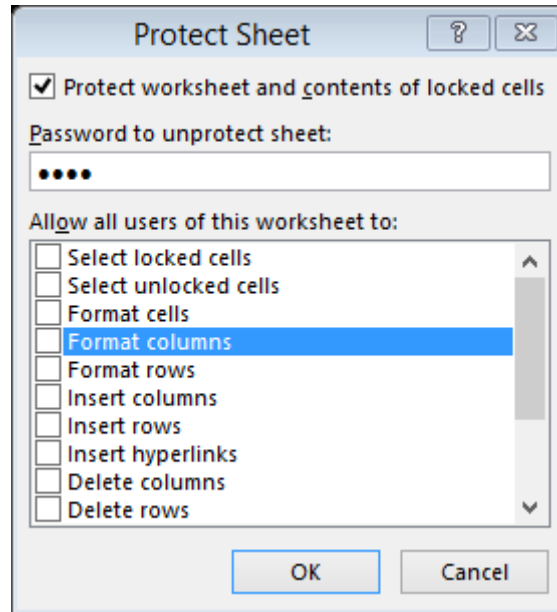 Protect Sheet
Protect worksheet and contents of locked cells
Password to unprotect sheet:
••••
Allow all users of this worksheet to:
Select locked cells
Select unlocked cells
Format cells
Format columns
Format rows
Insert columns
Insert rows
Insert hyperlinks
Delete columns
Delete rows
OK Cancel